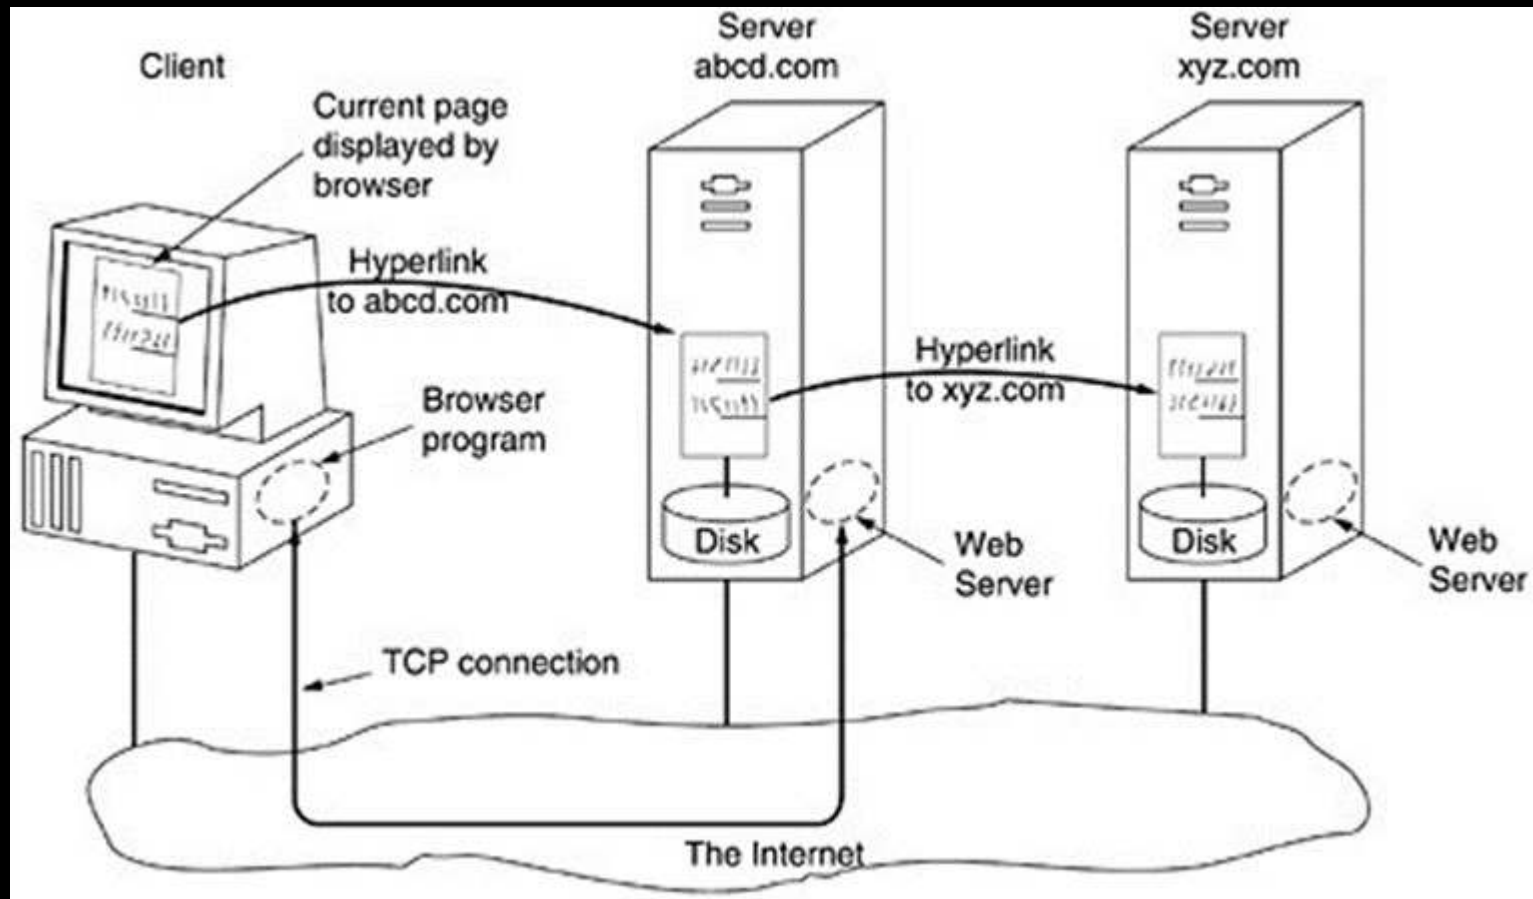 Client
Server
abcd.com
Server
xyz.com
Current page
displayed by
browser
Hyperlink
to abcd.com
Hyperlink
to xyz.com
Browser
program
Disk
Disk
Web
Server
Web
Server
TCP connection
The Internet